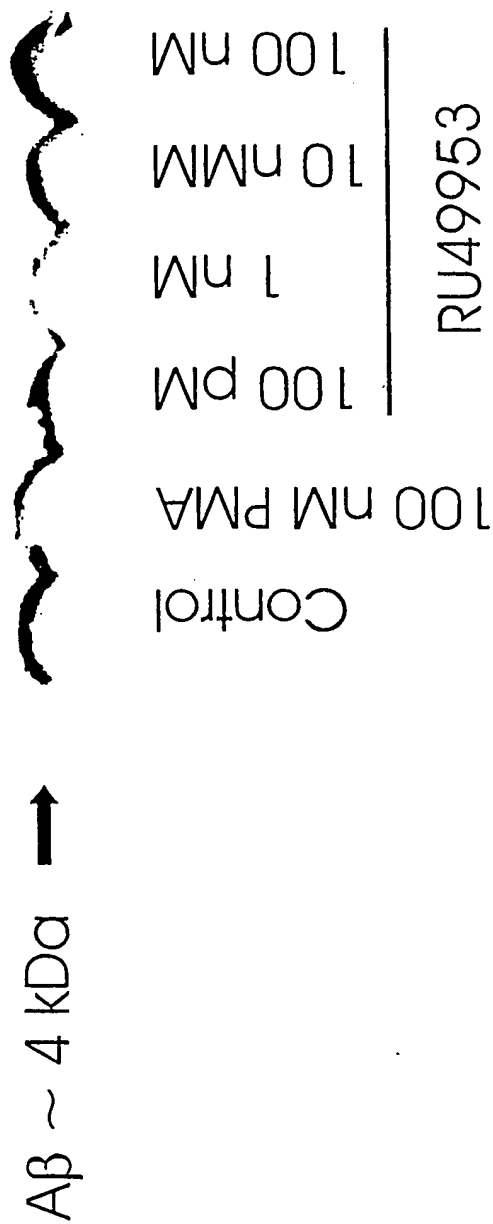 Aβ ~ 4 kDa
Control
100 nM PMA
100 pM
1 nM
10 nMM
100 nM
RU49953